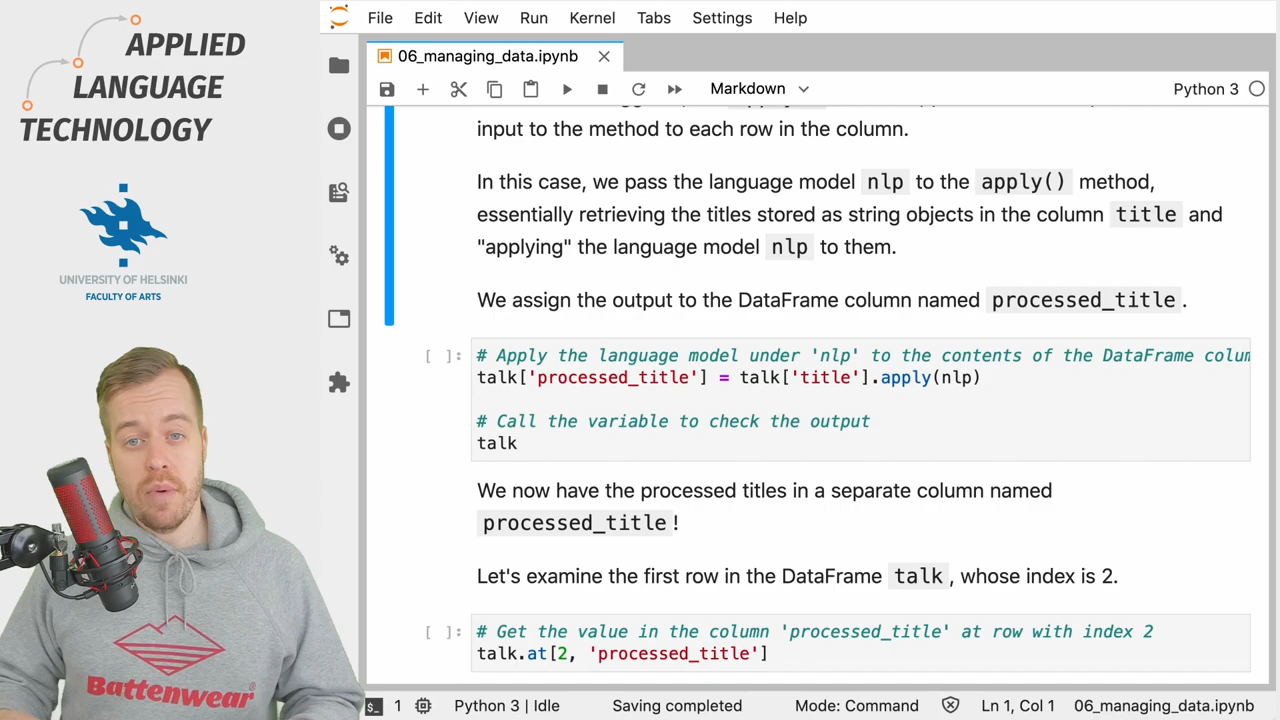 APPLIED
LANGUAGE
TECHNOLOGY
UNIVERSITY OF HELSINKI
FACULTY OF ARTS
Battenwear®
File Edit View Run Kernel Tabs Settings Help
06_managing_data.ipynb
Markdown
Python 3
input to the method to each row in the column.
In this case, we pass the language model nlp to the apply() method,
essentially retrieving the titles stored as string objects in the column title and
"applying" the language model nlp to them.
We assign the output to the DataFrame column named processed_title.
[ ]: # Apply the language model under 'nlp' to the contents of the DataFrame colum
talk['processed_title'] = talk['title'].apply(nlp)
# Call the variable to check the output
talk
We now have the processed titles in a separate column named
processed_title!
Let's examine the first row in the DataFrame talk, whose index is 2.
[ ]: # Get the value in the column 'processed_title' at row with index 2
talk.at[2, 'processed_title']
1 Python 3 | Idle Saving completed Mode: Command Ln 1, Col 1 06_managing_data.ipynb